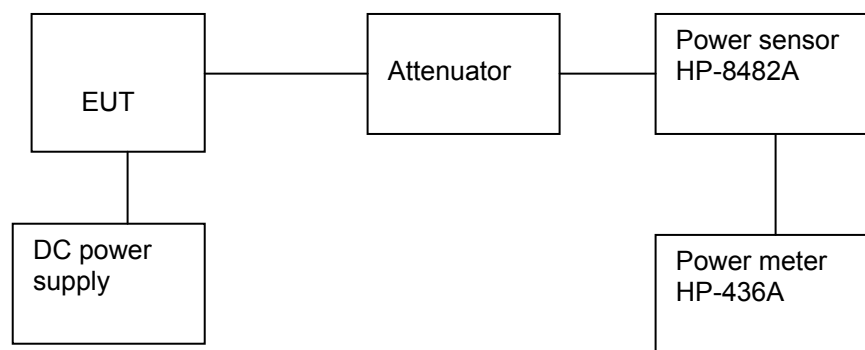 EUT
Attenuator
Power sensor
HP-8482A
DC power
supply
Power meter
HP-436A